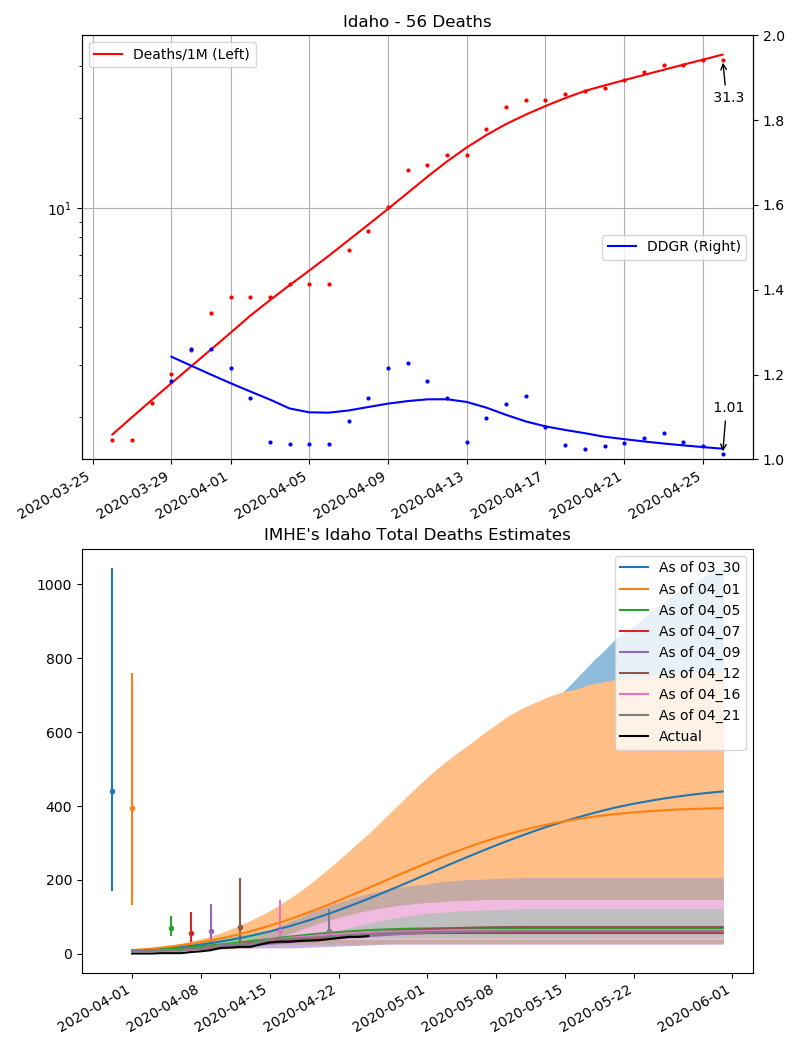 Idaho - 56 Deaths
Deaths/1M (Left)
2.0
1.8
31.3
1.6
10¹
DDGR (Right)
1.4
1.2
1.01
1.0
2020-03-25
2020-03-29
2020-04-01
2020-04-05
2020-04-09
2020-04-13
2020-04-17
2020-04-21
2020-04-25
IMHE's Idaho Total Deaths Estimates
1000
800
600
400
200
0
As of 03_30
As of 04_01
As of 04_05
As of 04_07
As of 04_09
As of 04_12
As of 04_16
As of 04_21
Actual
2020-04-01
2020-04-08
2020-04-15
2020-04-22
2020-05-01
2020-05-08
2020-05-15
2020-05-22
2020-06-01